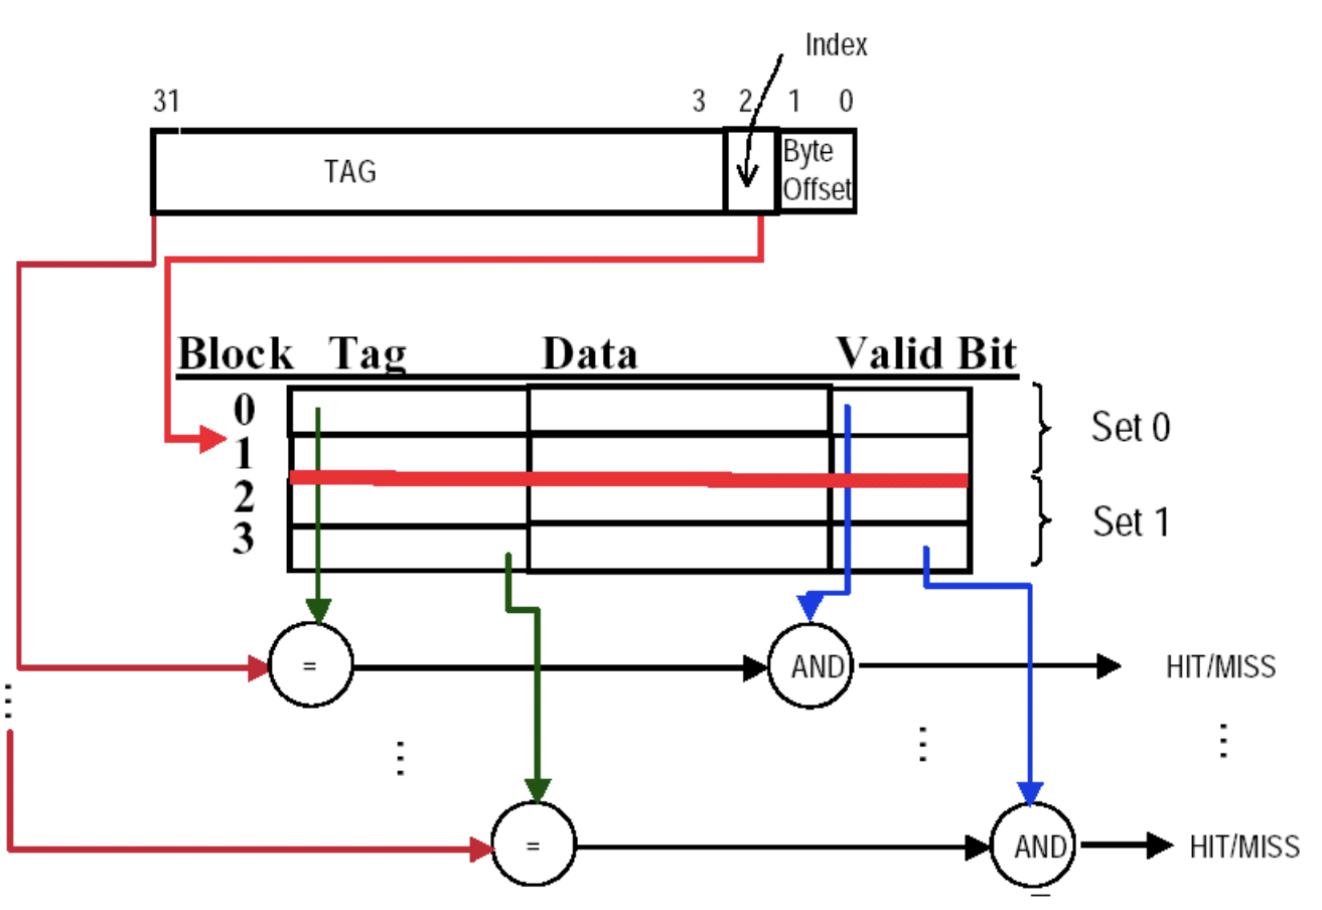 Index
31 3 2 1 0
TAG
Byte
Offset
Block Tag Data Valid Bit
0
1
2
3
Set 0
Set 1
= AND HIT/MISS
= AND HIT/MISS